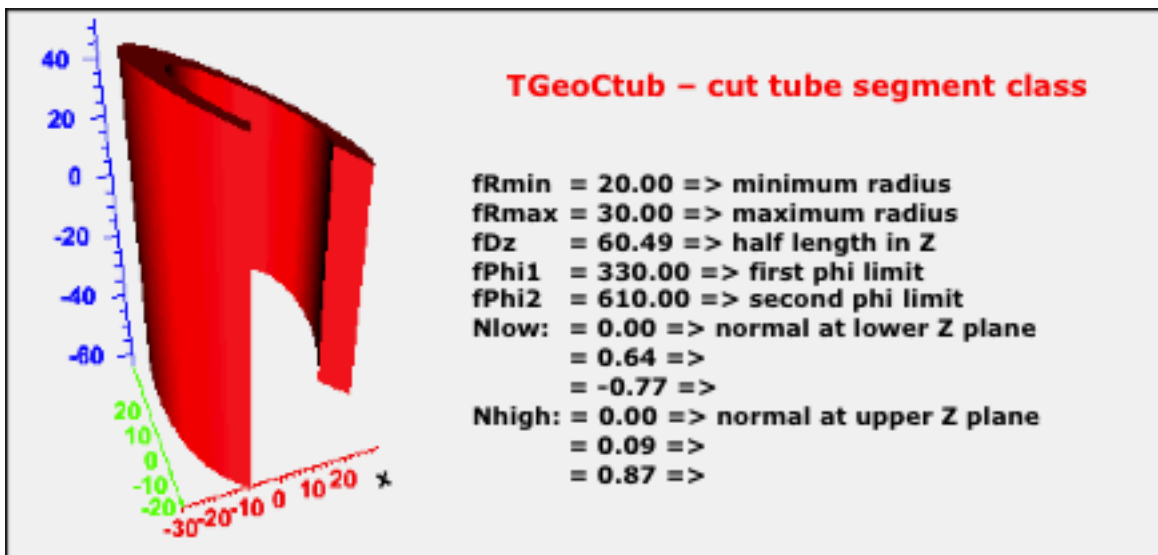 TGeoCtub – cut tube segment class
fRmin = 20.00 => minimum radius
fRmax = 30.00 => maximum radius
fDz = 60.49 => half length in Z
fPhi1 = 330.00 => first phi limit
fPhi2 = 610.00 => second phi limit
Nlow: = 0.00 => normal at lower Z plane
= 0.64 =>
= -0.77 =>
Nhigh: = 0.00 => normal at upper Z plane
= 0.09 =>
= 0.87 =>
40
20
0
-20
-40
-60
20
10
0
-10
-20
-30 -20 -10 0 10 20 x